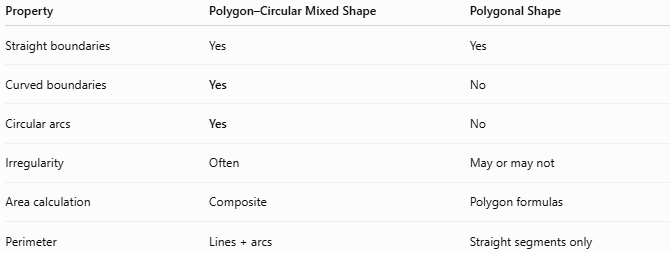 Property Polygon–Circular Mixed Shape Polygonal Shape
Straight boundaries Yes Yes
Curved boundaries Yes No
Circular arcs Yes No
Irregularity Often May or may not
Area calculation Composite Polygon formulas
Perimeter Lines + arcs Straight segments only